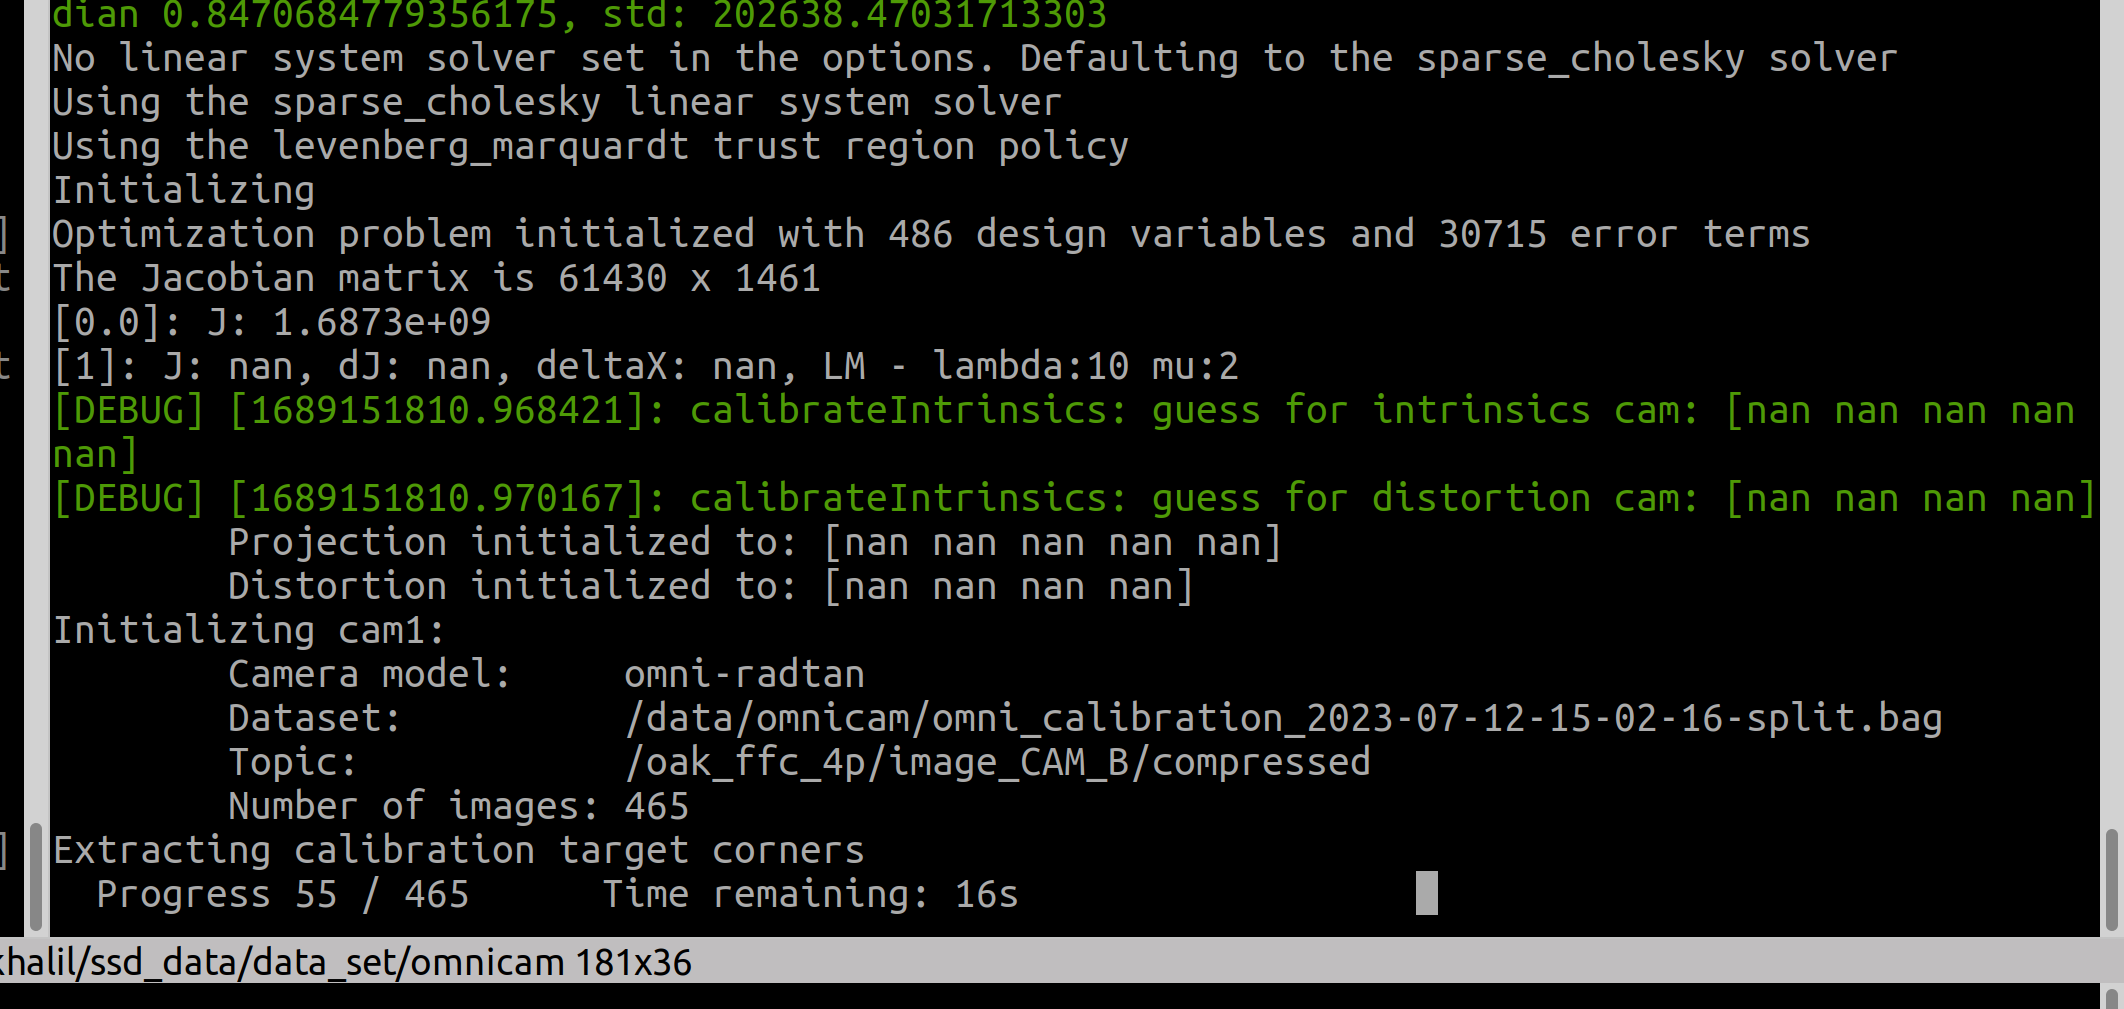 dian 0.8470684779356175, std: 202638.47031713303
No linear system solver set in the options. Defaulting to the sparse_cholesky solver
Using the sparse_cholesky linear system solver
Using the levenberg_marquardt trust region policy
Initializing
]
Optimization problem initialized with 486 design variables and 30715 error terms
t
The Jacobian matrix is 61430 x 1461
[0.0]: J: 1.6873e+09
t
[1]: J: nan, dJ: nan, deltaX: nan, LM - lambda:10 mu:2
[DEBUG] [1689151810.968421]: calibrateIntrinsics: guess for intrinsics cam: [nan nan nan nan
nan]
[DEBUG] [1689151810.970167]: calibrateIntrinsics: guess for distortion cam: [nan nan nan nan]
Projection initialized to: [nan nan nan nan nan]
Distortion initialized to: [nan nan nan nan]
Initializing cam1:
Camera model: omni-radtan
Dataset: /data/omnicam/omni_calibration_2023-07-12-15-02-16-split.bag
Topic: /oak_ffc_4p/image_CAM_B/compressed
Number of images: 465
]
Extracting calibration target corners
Progress 55 / 465 Time remaining: 16s
khalil/ssd_data/data_set/omnicam 181x36